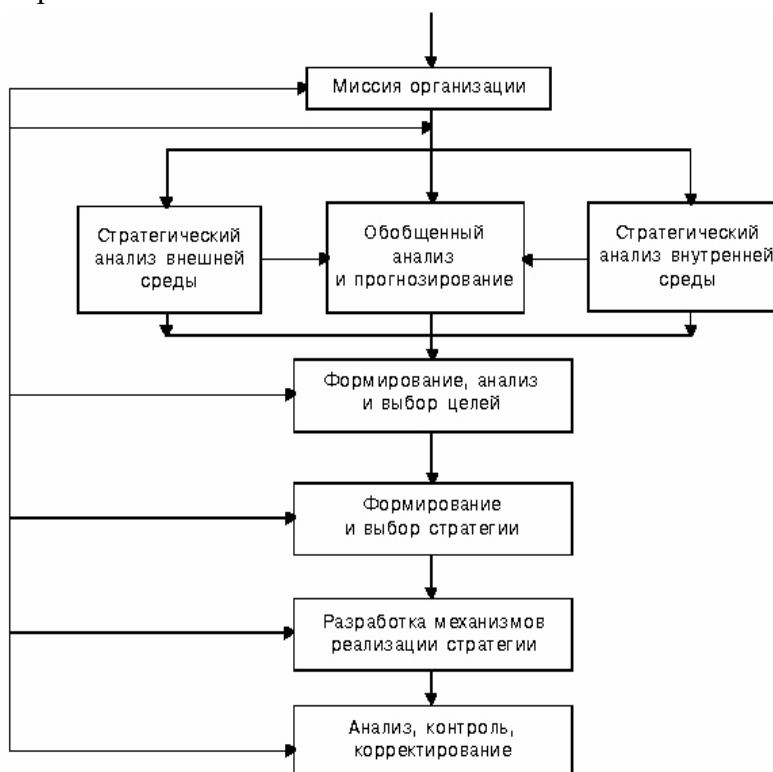 Миссия организации
Стратегический
анализ внешней
среды
Обобщенный
анализ
и прогнозирование
Стратегический
анализ внутренней
среды
Формирование, анализ
и выбор целей
Формирование
и выбор стратегии
Разработка механизмов
реализации стратегии
Анализ, контроль,
корректирование